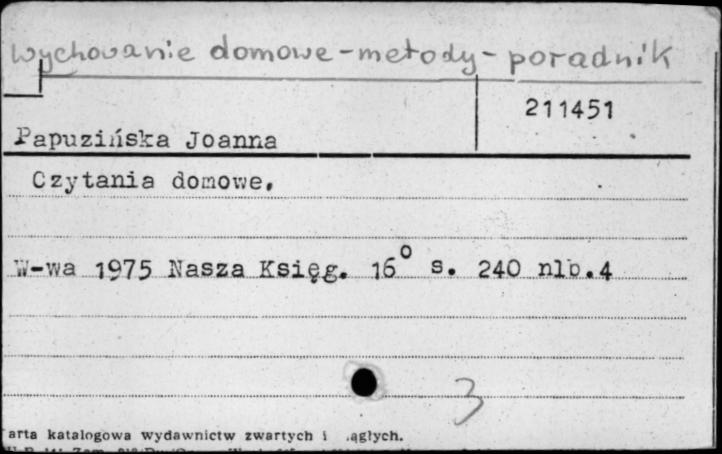 Wychowanie domowe - metody - poradnik
211451
Papuzińska Joanna
Czytania domowe.
W-wa 1975 Nasza Księg. 16° s. 240 nlb.4
3
arta katalogowa wydawnictw zwartych i .ągłych.